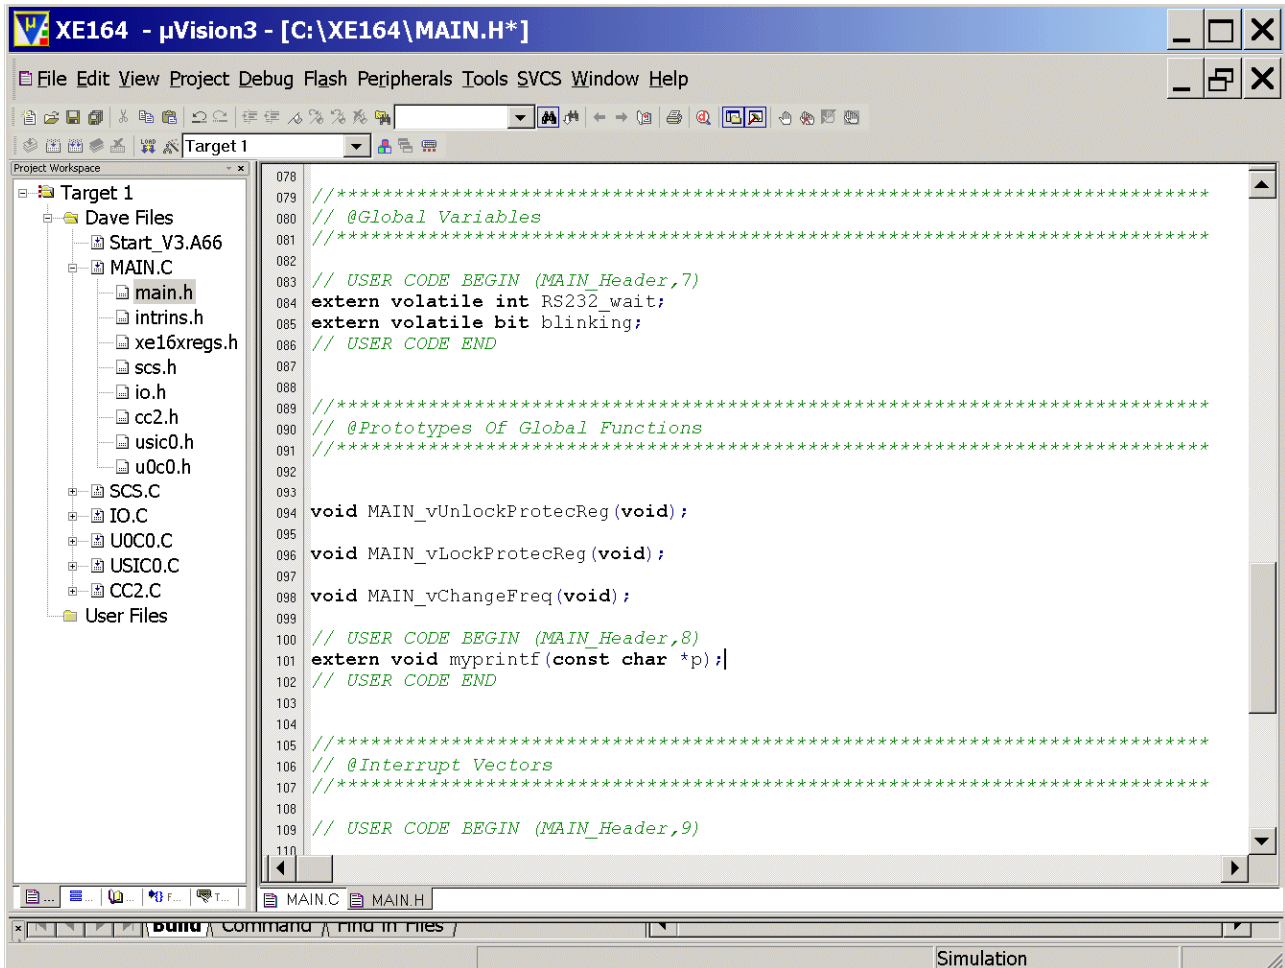 XE164 - µVision3 - [C:\XE164\MAIN.H*]
File Edit View Project Debug Flash Peripherals Tools SVCS Window Help
Target 1
Project Workspace
Target 1
Dave Files
Start_V3.A66
MAIN.C
main.h
intrins.h
xe16xregs.h
scs.h
io.h
cc2.h
usic0.h
u0c0.h
SCS.C
IO.C
U0C0.C
USIC0.C
CC2.C
User Files
078
079 //****************************************************************************
080 // @Global Variables
081 //****************************************************************************
082
083 // USER CODE BEGIN (MAIN_Header,7)
084 extern volatile int RS232_wait;
085 extern volatile bit blinking;
086 // USER CODE END
087
088
089 //****************************************************************************
090 // @Prototypes Of Global Functions
091 //****************************************************************************
092
093
094 void MAIN_vUnlockProtecReg(void);
095
096 void MAIN_vLockProtecReg(void);
097
098 void MAIN_vChangeFreq(void);
099
100 // USER CODE BEGIN (MAIN_Header,8)
101 extern void myprintf(const char *p);
102 // USER CODE END
103
104
105 //****************************************************************************
106 // @Interrupt Vectors
107 //****************************************************************************
108
109 // USER CODE BEGIN (MAIN_Header,9)
110
MAIN.C MAIN.H
Build Command Find in Files
Simulation